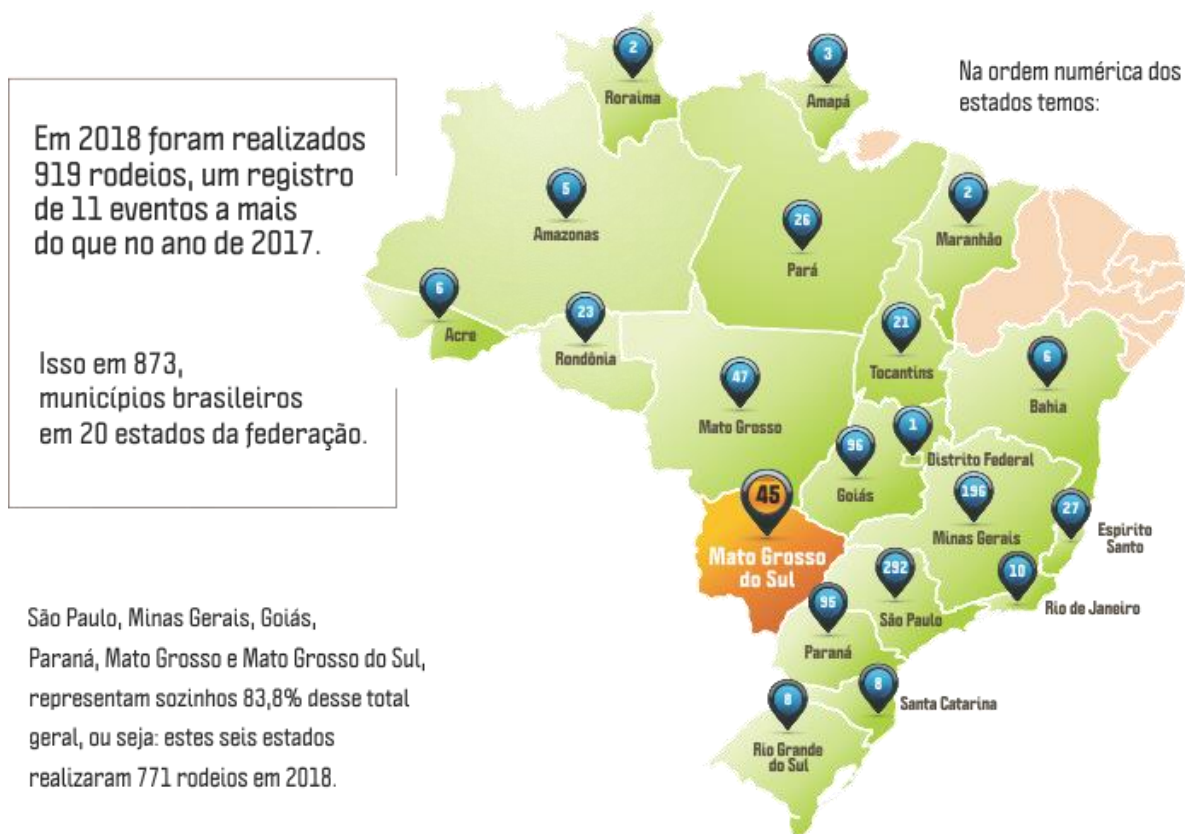 Em 2018 foram realizados
919 rodeios, um registro
de 11 eventos a mais
do que no ano de 2017.
Isso em 873,
municípios brasileiros
em 20 estados da federação.
São Paulo, Minas Gerais, Goiás,
Paraná, Mato Grosso e Mato Grosso do Sul,
representam sozinhos 83,8% desse total
geral, ou seja: estes seis estados
realizaram 771 rodeios em 2018.
Na ordem numérica dos
estados temos:
2
Roraima
3
Amapá
5
Amazonas
26
Pará
2
Maranhão
6
Acre
23
Rondônia
21
Tocantins
47
Mato Grosso
6
Bahia
1
Distrito Federal
96
Goiás
45
Mato Grosso
do Sul
196
Minas Gerais
27
Espirito
Santo
292
São Paulo
10
Rio de Janeiro
95
Paraná
8
Santa Catarina
8
Rio Grande
do Sul